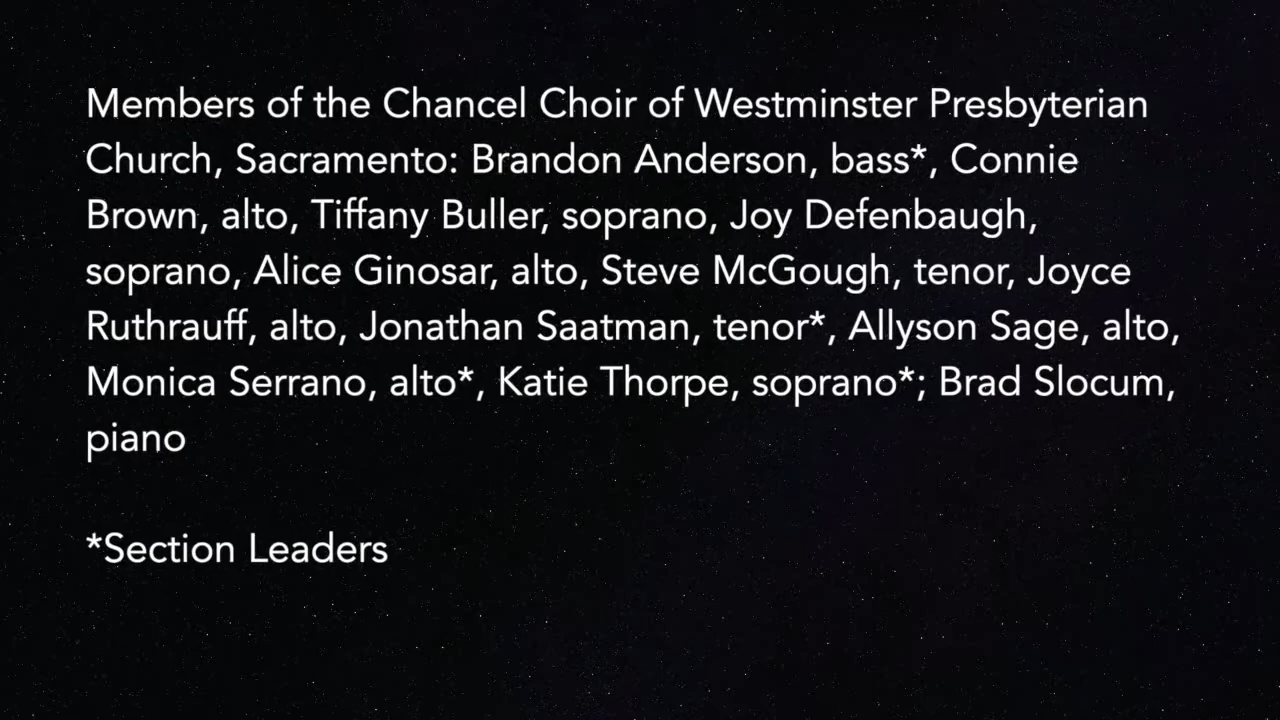 Members of the Chancel Choir of Westminster Presbyterian
Church, Sacramento: Brandon Anderson, bass*, Connie
Brown, alto, Tiffany Buller, soprano, Joy Defenbaugh,
soprano, Alice Ginosar, alto, Steve McGough, tenor, Joyce
Ruthrauff, alto, Jonathan Saatman, tenor*, Allyson Sage, alto,
Monica Serrano, alto*, Katie Thorpe, soprano*; Brad Slocum,
piano
*Section Leaders